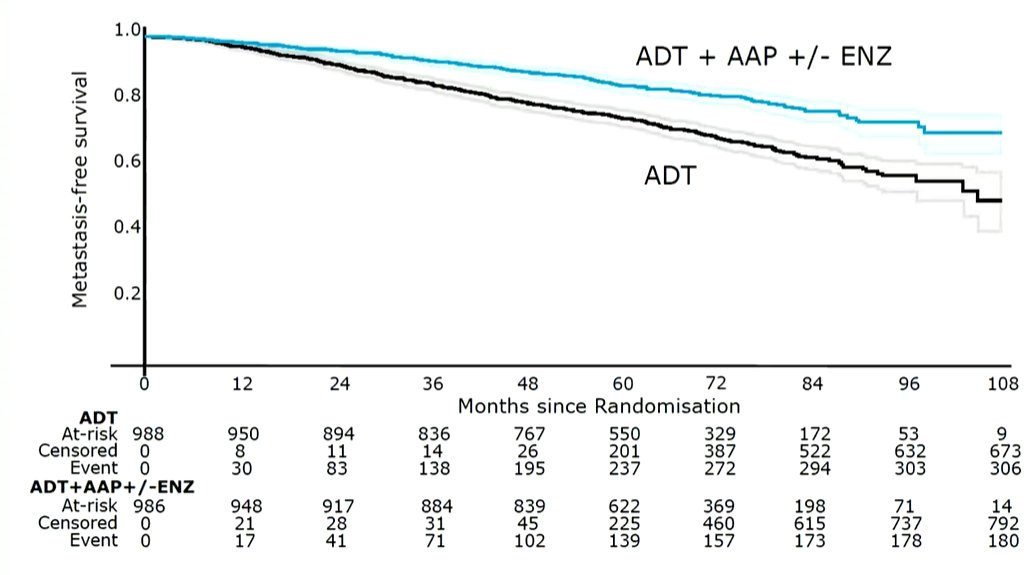 1.0
ADT + AAP +/- ENZ
0.8
0.6
ADT
0.4
0.2
Metastasis-free survival
0 12 24 36 48 60 72 84 96 108
Months since Randomisation
ADT
At-risk 988 950 894 836 767 550 329 172 53 9
Censored 0 8 11 14 26 201 387 522 632 673
Event 0 30 83 138 195 237 272 294 303 306
ADT+AAP+/-ENZ
At-risk 986 948 917 884 839 622 369 198 71 14
Censored 0 21 28 31 45 225 460 615 737 792
Event 0 17 41 71 102 139 157 173 178 180